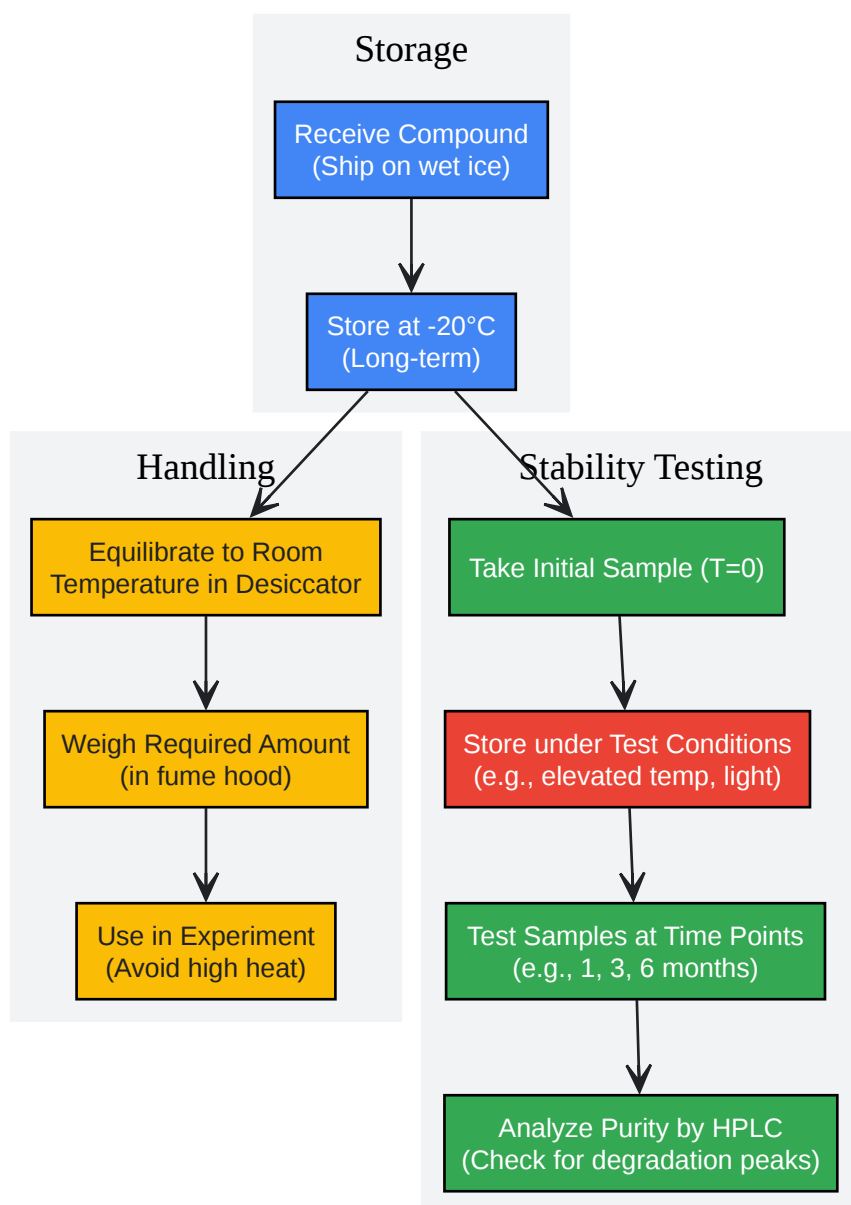 Storage
Receive Compound
(Ship on wet ice)
Store at -20°C
(Long-term)
Handling
Equilibrate to Room
Temperature in Desiccator
Weigh Required Amount
(in fume hood)
Use in Experiment
(Avoid high heat)
Stability Testing
Take Initial Sample (T=0)
Store under Test Conditions
(e.g., elevated temp, light)
Test Samples at Time Points
(e.g., 1, 3, 6 months)
Analyze Purity by HPLC
(Check for degradation peaks)